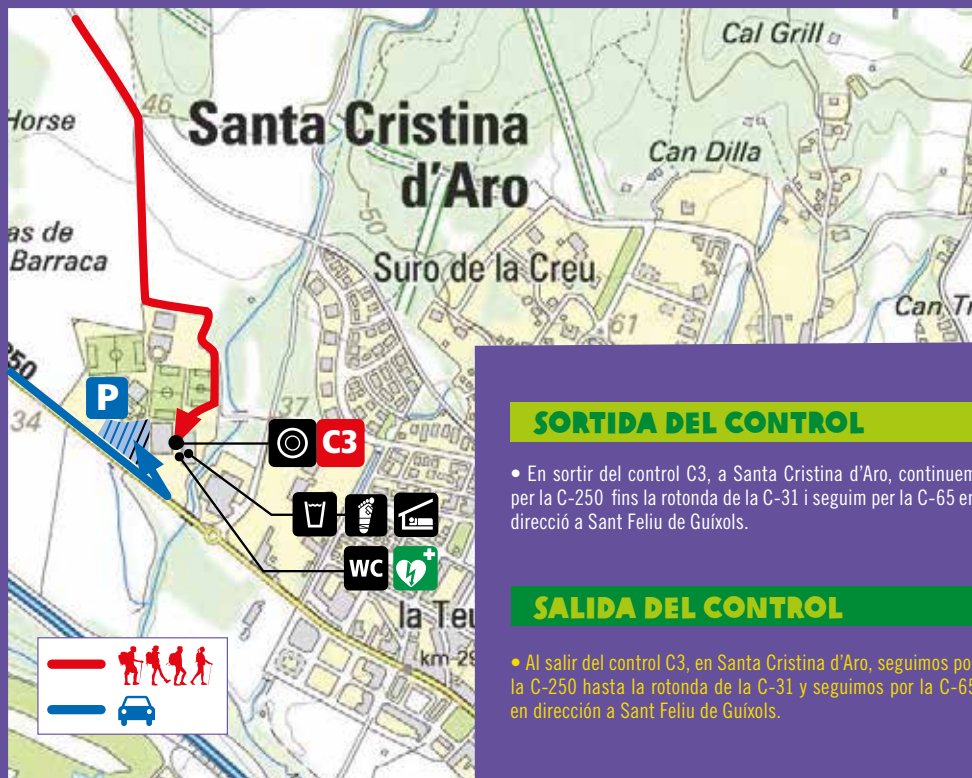 Cal Grill
46
Horse
Santa Cristina
d'Aro
Can Dilla
50
as de
Barraca
Suro de la Creu
61
Can Tr
250
P
34
37
C3
WC
la Teu
km 29
SORTIDA DEL CONTROL
• En sortir del control C3, a Santa Cristina d’Aro, continuem
per la C-250 fins la rotonda de la C-31 i seguim per la C-65 en
direcció a Sant Feliu de Guíxols.
SALIDA DEL CONTROL
• Al salir del control C3, en Santa Cristina d’Aro, seguimos por
la C-250 hasta la rotonda de la C-31 y seguimos por la C-65
en dirección a Sant Feliu de Guíxols.